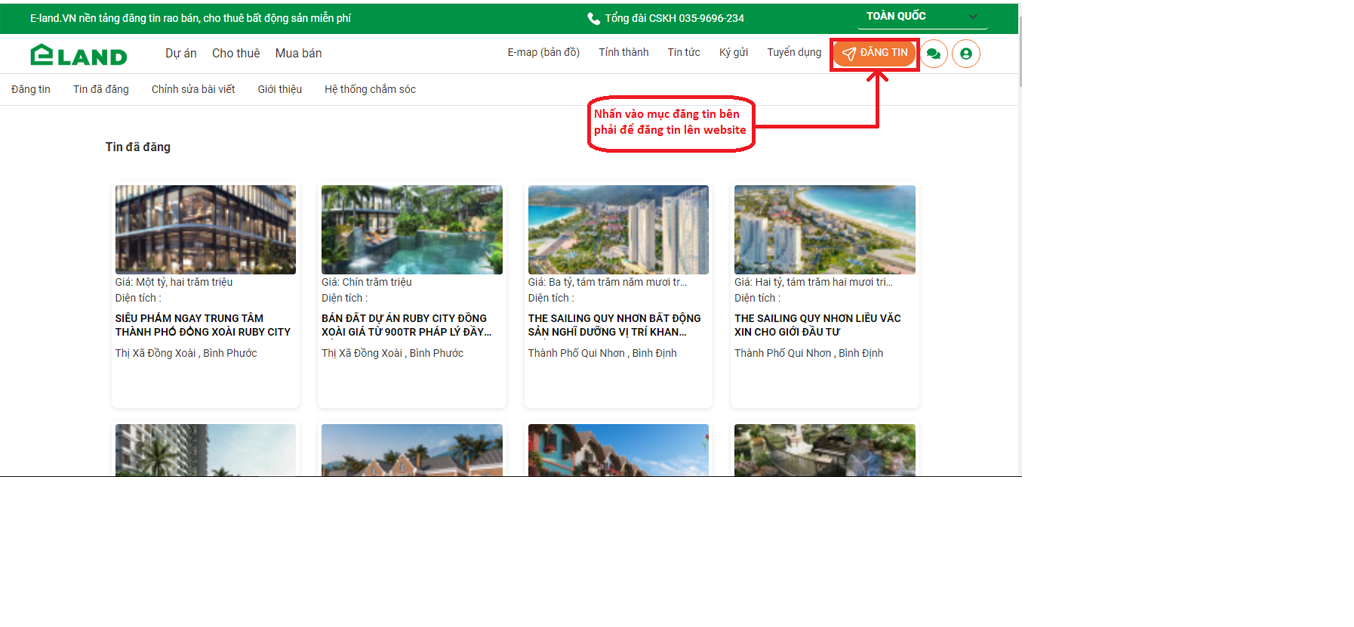 E-land.VN nền tảng đăng tin rao bán, cho thuê bất động sản miễn phí
Tổng đài CSKH 035-9696-234
TOÀN QUỐC
eLAND
Dự án
Cho thuê
Mua bán
E-map (bản đồ)
Tỉnh thành
Tin tức
Ký gửi
Tuyển dụng
ĐĂNG TIN
Đăng tin
Tin đã đăng
Chỉnh sửa bài viết
Giới thiệu
Hệ thống chấm sóc
Nhấn vào mục đăng tin bên
phải để đăng tin lên website
Tin đã đăng
Giá: Một tỷ, hai trăm triệu
Diện tích :
SIÊU PHẨM NGAY TRUNG TÂM
THÀNH PHỐ ĐỒNG XOÀI RUBY CITY
Thị Xã Đồng Xoài , Bình Phước
Giá: Chín trăm triệu
Diện tích :
BÁN ĐẤT DỰ ÁN RUBY CITY ĐỒNG
XOÀI GIÁ TỪ 900TR PHÁP LÝ ĐẦY...
Thị Xã Đồng Xoài , Bình Phước
Giá: Ba tỷ, tám trăm năm mươi tr...
Diện tích :
THE SAILING QUY NHƠN BẤT ĐỘNG
SẢN NGHĨ DƯỠNG VỊ TRÍ KHAN...
Thành Phố Qui Nhơn , Bình Định
Giá: Hai tỷ, tám trăm hai mươi tri...
Diện tích :
THE SAILING QUY NHƠN LIỀU VẮC
XIN CHO GIỚI ĐẦU TƯ
Thành Phố Qui Nhơn , Bình Định